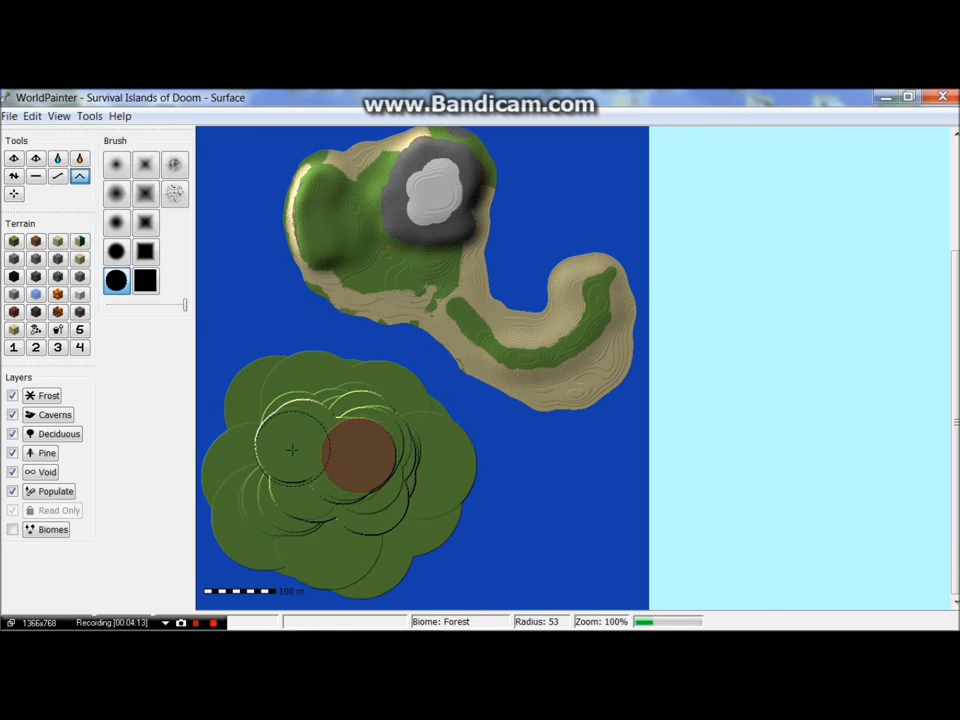 WorldPainter - Survival Islands of Doom - Surface
www.Bandicam.com
File Edit View Tools Help
Tools
Brush
Terrain
5
1 2 3 4
Layers
Frost
Caverns
Deciduous
Pine
Void
Populate
Read Only
Biomes
100 m
1366x768 Recording [00:04:13]
Biome: Forest Radius: 53 Zoom: 100%